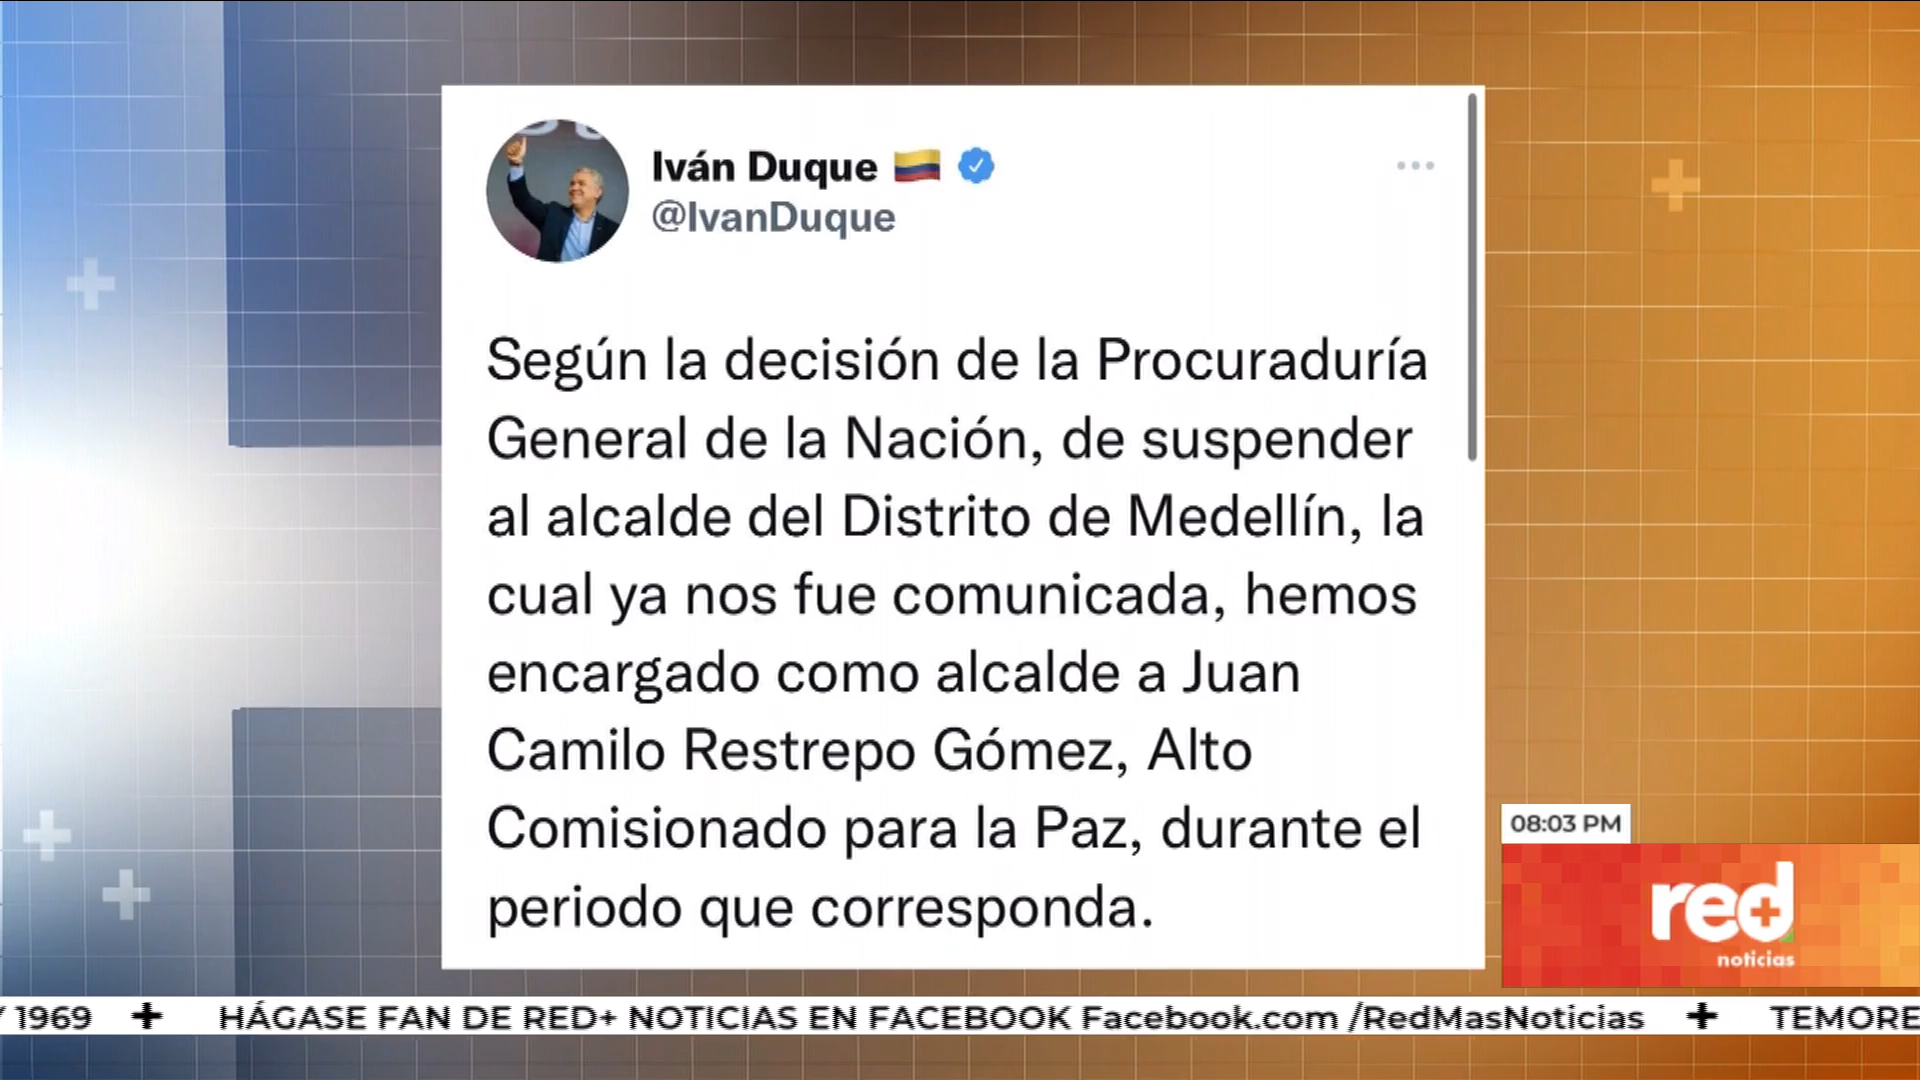 Iván Duque
@IvanDuque
Según la decisión de la Procuraduría
General de la Nación, de suspender
al alcalde del Distrito de Medellín, la
cual ya nos fue comunicada, hemos
encargado como alcalde a Juan
Camilo Restrepo Gómez, Alto
Comisionado para la Paz, durante el
periodo que corresponda.
08:03 PM
red+
noticias
Y 1969 + HÁGASE FAN DE RED+ NOTICIAS EN FACEBOOK Facebook.com /RedMasNoticias + TEMORE